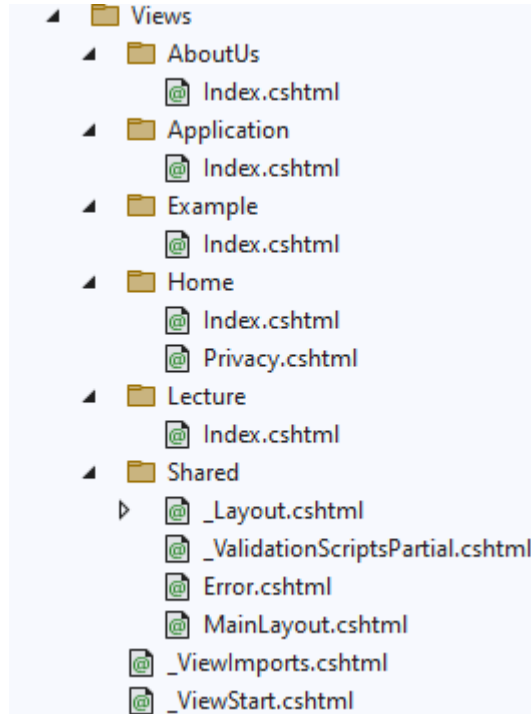 Views
AboutUs
Index.cshtml
Application
Index.cshtml
Example
Index.cshtml
Home
Index.cshtml
Privacy.cshtml
Lecture
Index.cshtml
Shared
_Layout.cshtml
_ValidationScriptsPartial.cshtml
Error.cshtml
MainLayout.cshtml
_ViewImports.cshtml
_ViewStart.cshtml